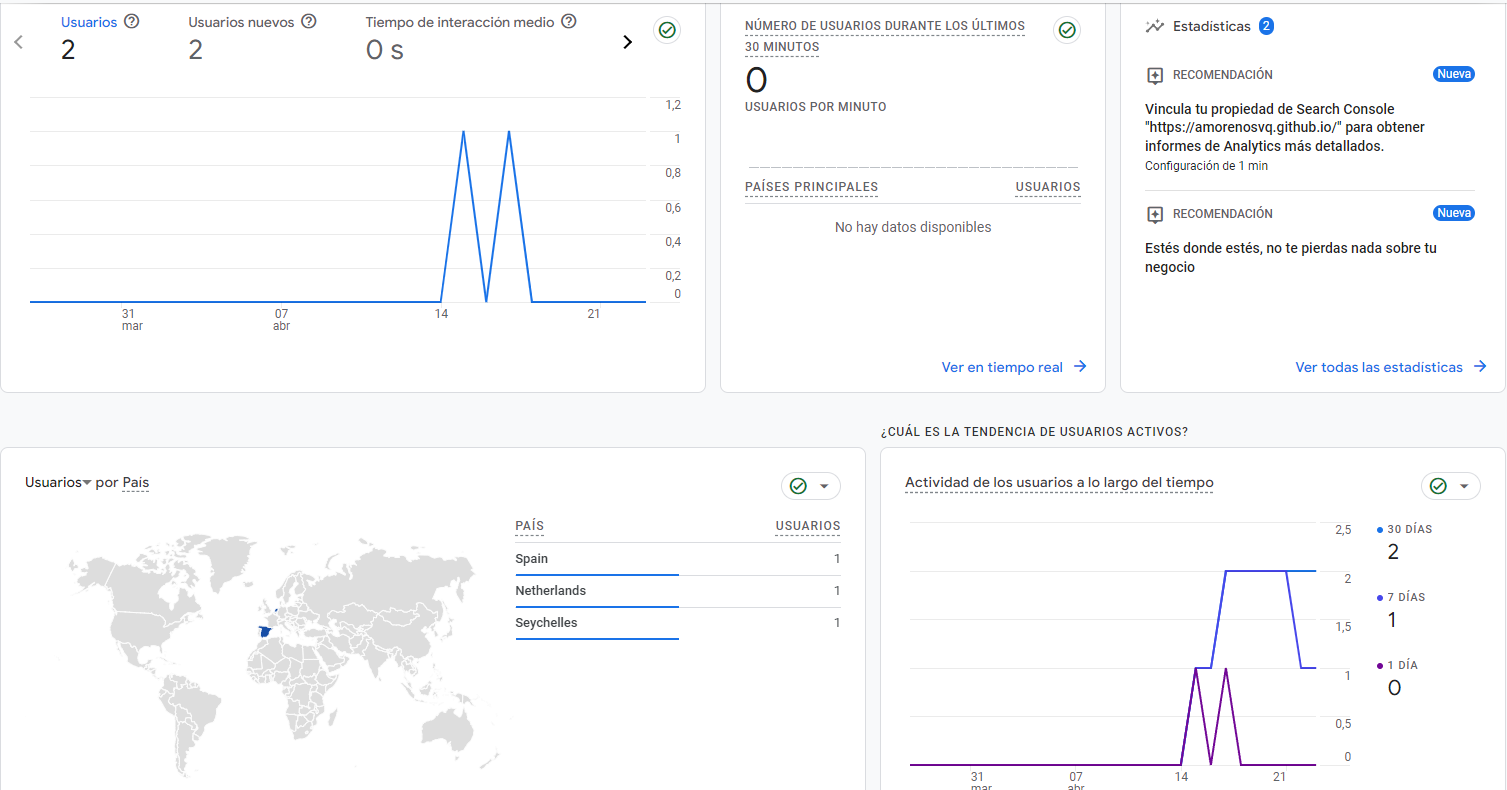 Usuarios
Usuarios nuevos
Tiempo de interacción medio
2
2
0 s
1,2
1
0,8
0,6
0,4
0,2
0
31
mar
07
abr
14
21
NÚMERO DE USUARIOS DURANTE LOS ÚLTIMOS
30 MINUTOS
0
USUARIOS POR MINUTO
PAÍSES PRINCIPALES
USUARIOS
No hay datos disponibles
Ver en tiempo real
Estadísticas 2
RECOMENDACIÓN
Nueva
Vincula tu propiedad de Search Console
"https://amorenosvq.github.io/" para obtener
informes de Analytics más detallados.
Configuración de 1 min
RECOMENDACIÓN
Nueva
Estés donde estés, no te pierdas nada sobre tu
negocio
Ver todas las estadísticas
Usuarios por País
PAÍS
USUARIOS
Spain
1
Netherlands
1
Seychelles
1
¿CUÁL ES LA TENDENCIA DE USUARIOS ACTIVOS?
Actividad de los usuarios a lo largo del tiempo
2,5
2
1,5
1
0,5
0
31
mar
07
abr
14
21
30 DÍAS
2
7 DÍAS
1
1 DÍA
0